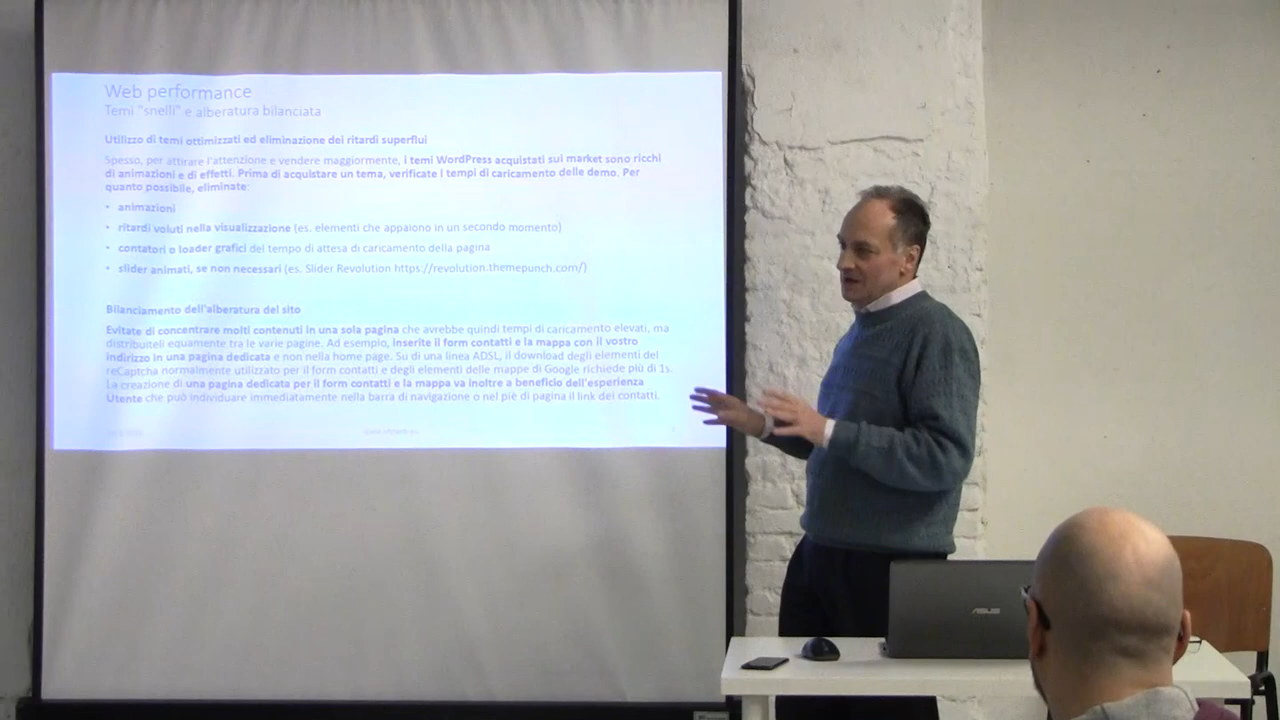 Web performance
Temi "snelli" e alberatura bilanciata
Utilizzo di temi ottimizzati ed eliminazione dei ritardi superflui
Spesso, per attirare l'attenzione e vendere maggiormente, i temi WordPress acquistati sui market sono ricchi
di animazioni e di effetti. Prima di acquistare un tema, verificate i tempi di caricamento delle demo. Per
quanto possibile, eliminate:
• animazioni
• ritardi voluti nella visualizzazione (es. elementi che appaiono in un secondo momento)
• contatori o loader grafici del tempo di attesa di caricamento della pagina
• slider animati, se non necessari (es. Slider Revolution https://revolution.themepunch.com/)
Bilanciamento dell'alberatura del sito
Evitate di concentrare molti contenuti in una sola pagina che avrebbe quindi tempi di caricamento elevati, ma
distribuiteli equamente tra le varie pagine. Ad esempio, inserite il form contatti e la mappa con il vostro
indirizzo in una pagina dedicata e non nella home page. Su di una linea ADSL, il download degli elementi del
reCaptcha normalmente utilizzato per il form contatti e degli elementi delle mappe di Google richiede più di 1s.
La creazione di una pagina dedicata per il form contatti e la mappa va inoltre a beneficio dell'esperienza
Utente che può individuare immediatamente nella barra di navigazione o nel piè di pagina il link dei contatti.
ASUS